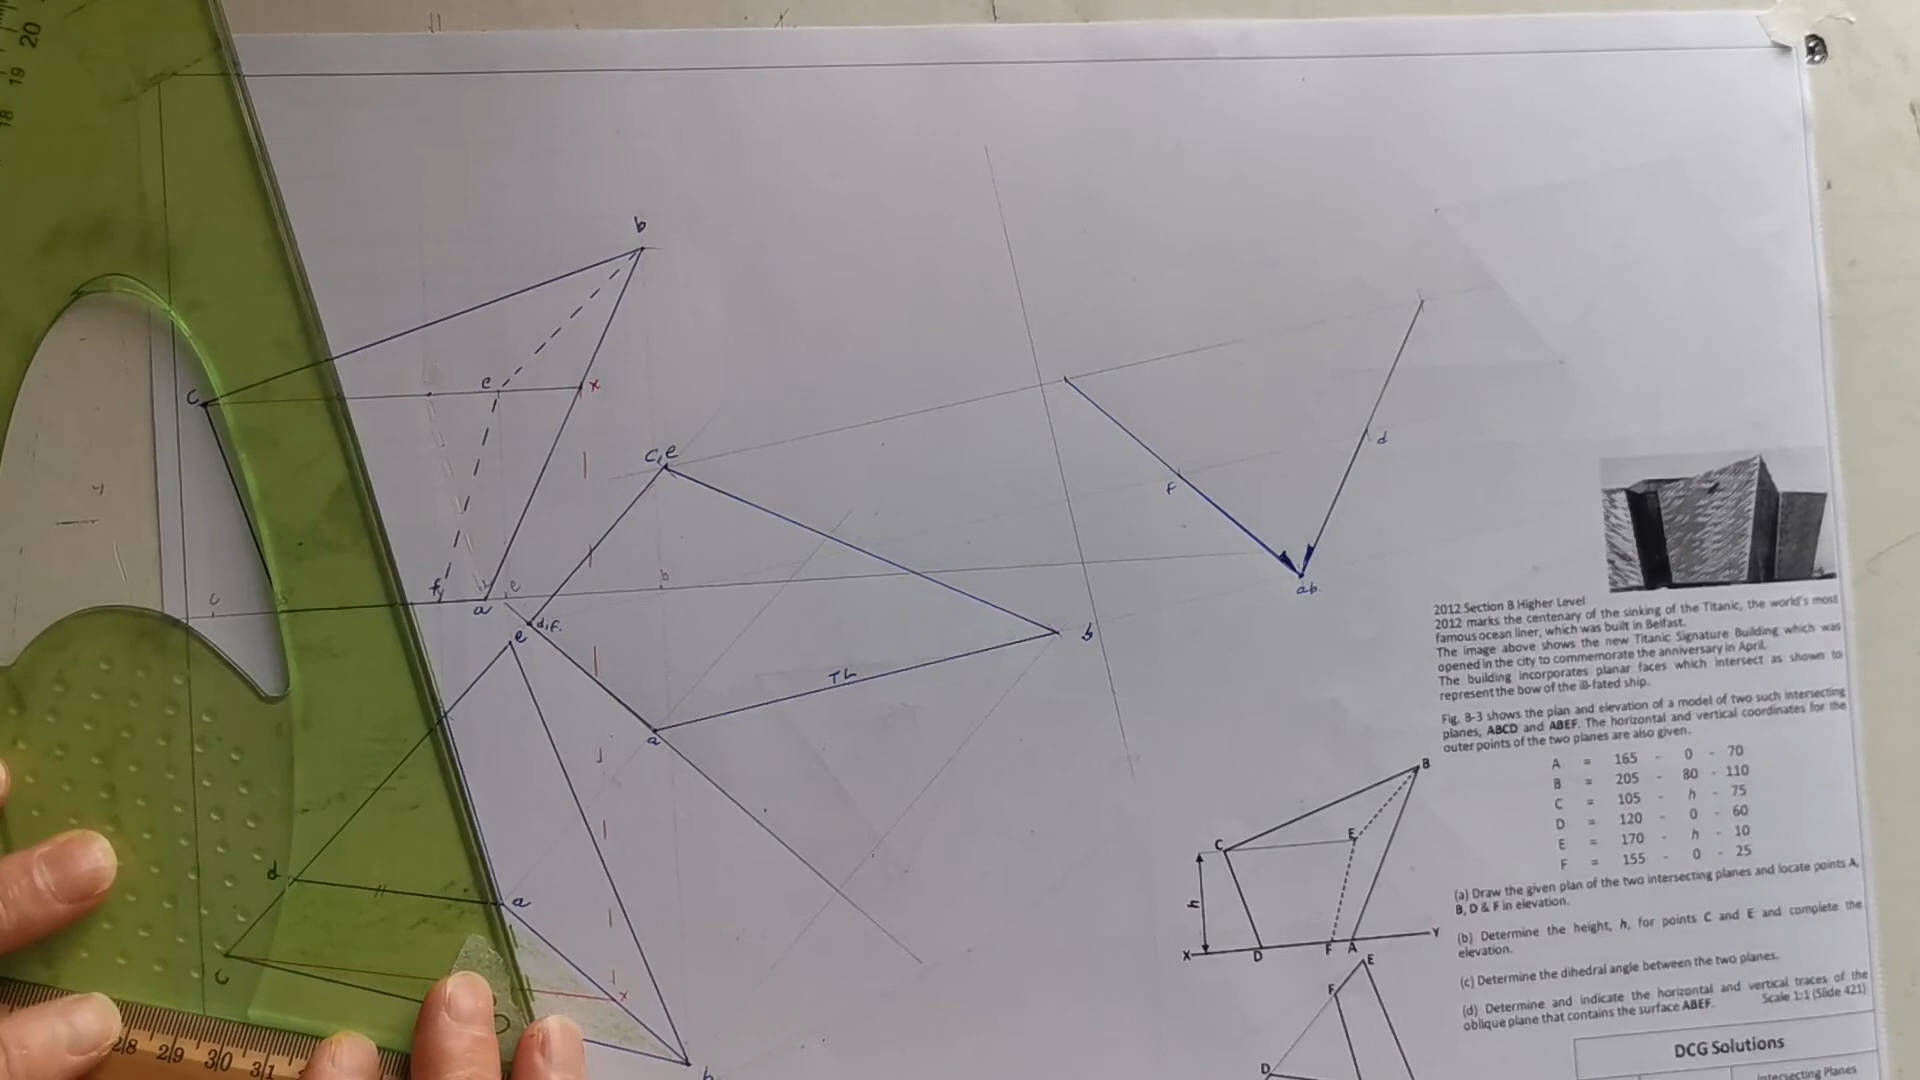 20
19
18
b
c
e
x
c,e
d
F
f
a
e
b
c
d,f.
e
ab.
b
TL
a
d
a
c
x
b
28 29 30 31
2012 Section B Higher Level
2012 marks the centenary of the sinking of the Titanic, the world's most
famous ocean liner, which was built in Belfast.
The image above shows the new Titanic Signature Building which was
opened in the city to commemorate the anniversary in April.
The building incorporates planar faces which intersect as shown to
represent the bow of the ill-fated ship.
Fig. B-3 shows the plan and elevation of a model of two such intersecting
planes, ABCD and ABEF. The horizontal and vertical coordinates for the
outer points of the two planes are also given.
A = 165 - 0 - 70
B = 205 - 80 - 110
C = 105 - h - 75
D = 120 - 0 - 60
E = 170 - h - 10
F = 155 - 0 - 25
(a) Draw the given plan of the two intersecting planes and locate points A,
B, D & F in elevation.
(b) Determine the height, h, for points C and E and complete the
elevation.
(c) Determine the dihedral angle between the two planes.
(d) Determine and indicate the horizontal and vertical traces of the
oblique plane that contains the surface ABEF. Scale 1:1 (Slide 421)
B
C
E
h
X
D
F
A
Y
E
F
D
DCG Solutions
Intersecting Planes